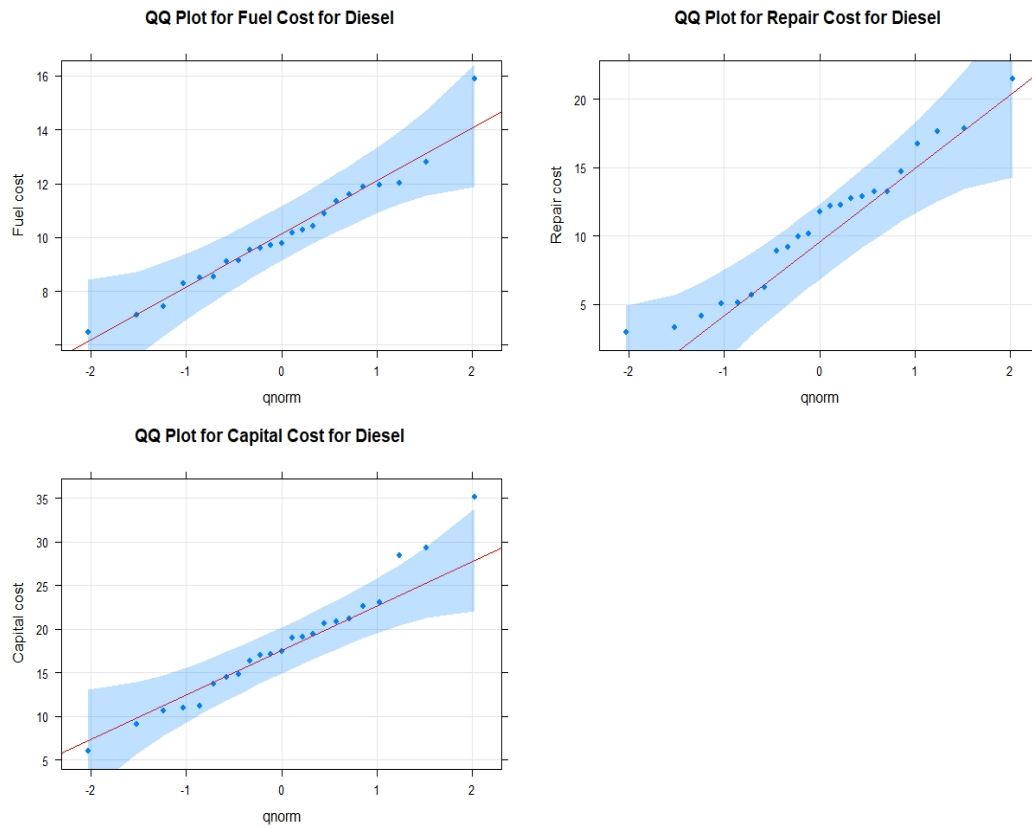 QQ Plot for Fuel Cost for Diesel
16
14
12
10
8
Fuel cost
-2 -1 0 1 2
qnorm
QQ Plot for Repair Cost for Diesel
20
15
10
5
Repair cost
-2 -1 0 1 2
qnorm
QQ Plot for Capital Cost for Diesel
35
30
25
20
15
10
5
Capital cost
-2 -1 0 1 2
qnorm